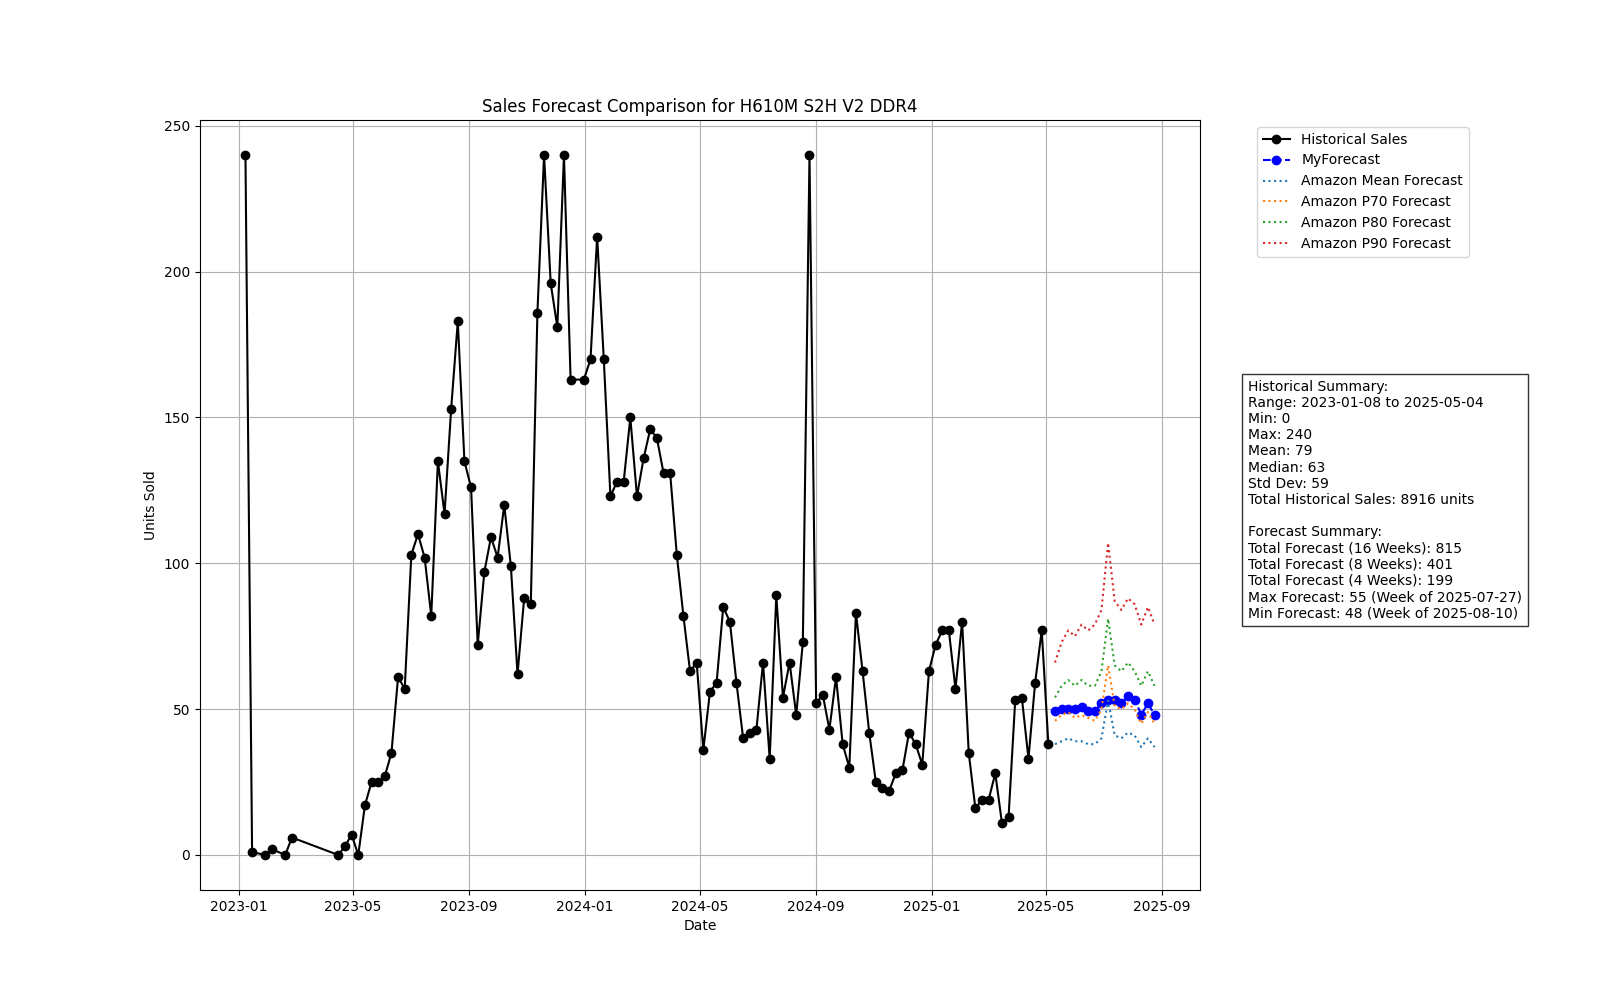 Sales Forecast Comparison for H610M S2H V2 DDR4
250
200
150
100
50
0
Units Sold
2023-01
2023-05
2023-09
2024-01
2024-05
2024-09
2025-01
2025-05
2025-09
Date
Historical Sales
MyForecast
Amazon Mean Forecast
Amazon P70 Forecast
Amazon P80 Forecast
Amazon P90 Forecast
Historical Summary:
Range: 2023-01-08 to 2025-05-04
Min: 0
Max: 240
Mean: 79
Median: 63
Std Dev: 59
Total Historical Sales: 8916 units
Forecast Summary:
Total Forecast (16 Weeks): 815
Total Forecast (8 Weeks): 401
Total Forecast (4 Weeks): 199
Max Forecast: 55 (Week of 2025-07-27)
Min Forecast: 48 (Week of 2025-08-10)